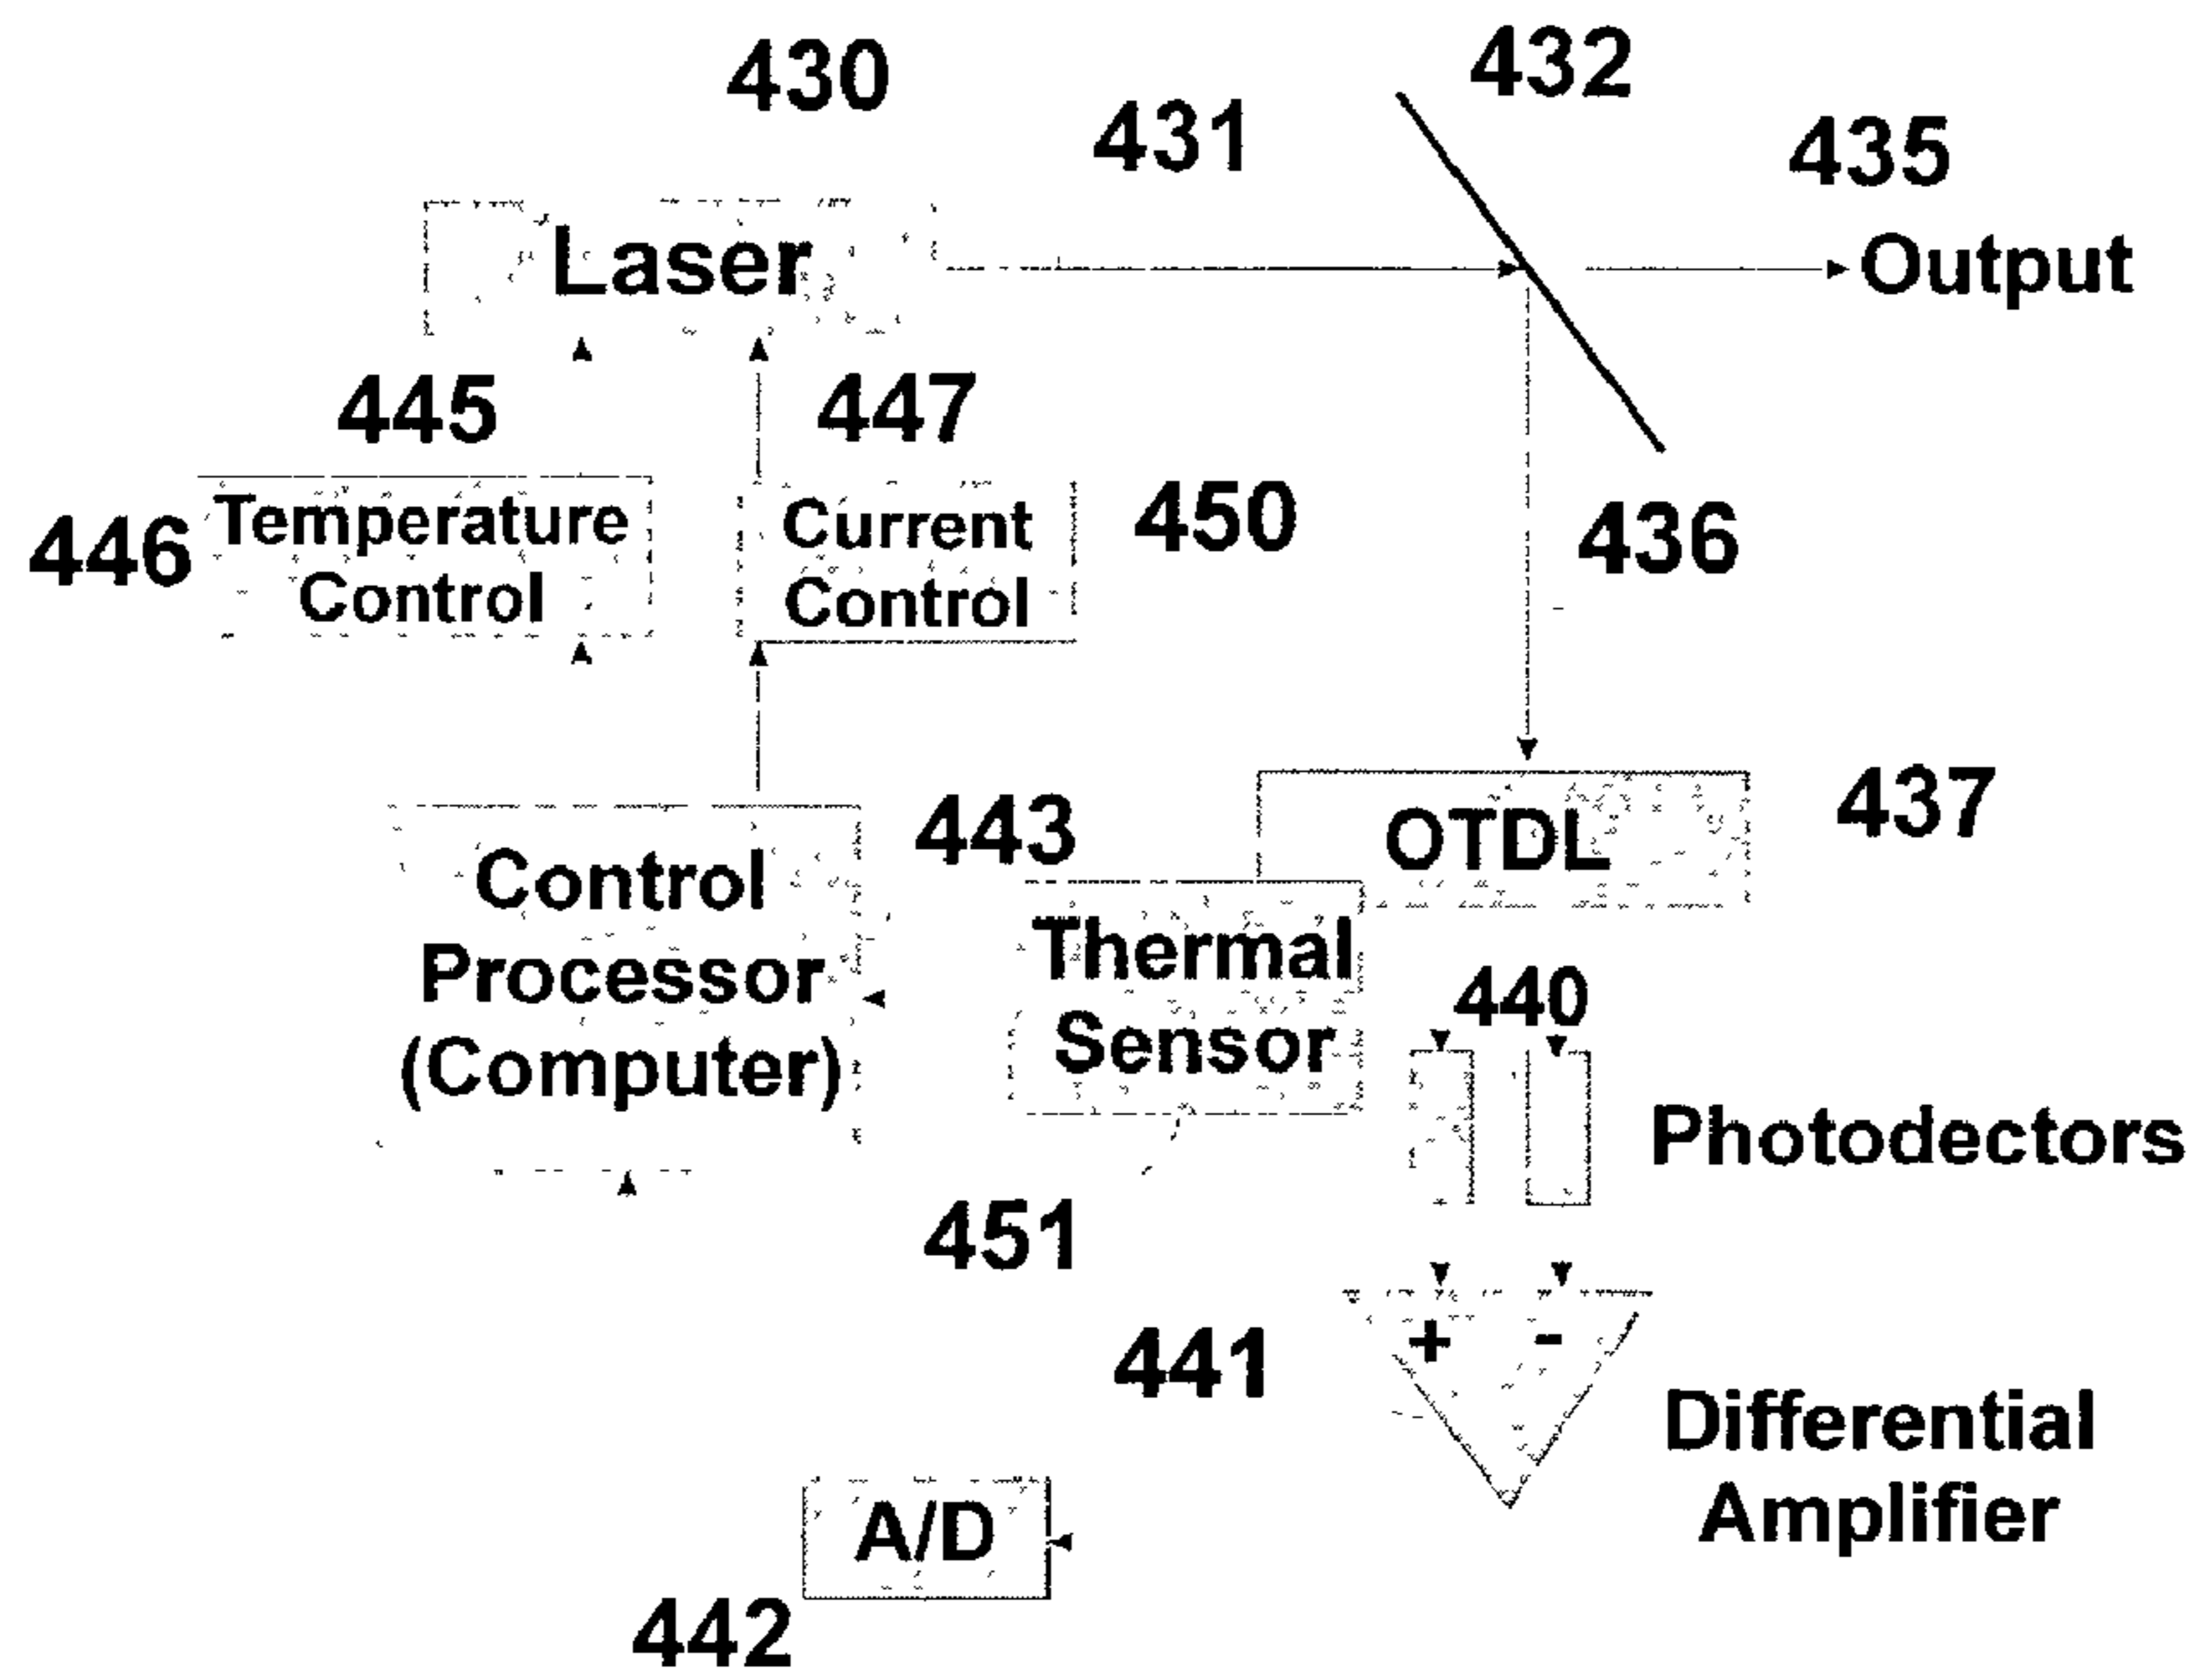 430
432
431
435
Laser
Output
445
447
446
Temperature
Control
Current
Control
450
436
443
437
OTDL
Control
Processor
(Computer)
Thermal
Sensor
440
Photodectors
451
+ -
441
Differential
Amplifier
A/D
442